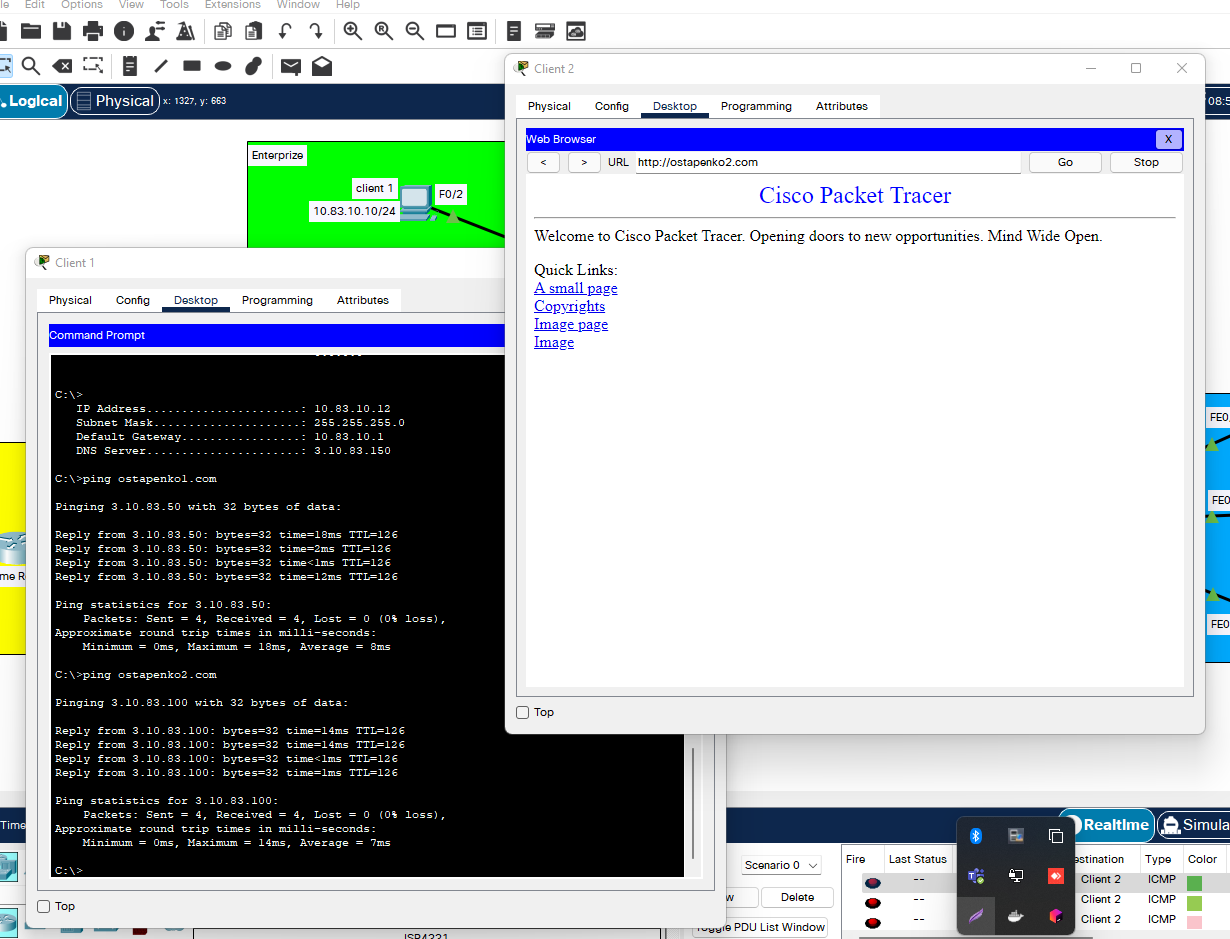 Edit Options View Tools Extensions Window Help
Logical
Physical
x: 1327, y: 663
Enterprize
client 1
F0/2
10.83.10.10/24
Client 2
Physical Config Desktop Programming Attributes
Web Browser
X
< > URL http://ostapenko2.com Go Stop
Cisco Packet Tracer
Welcome to Cisco Packet Tracer. Opening doors to new opportunities. Mind Wide Open.
Quick Links:
A small page
Copyrights
Image page
Image
Top
Client 1
Physical Config Desktop Programming Attributes
Command Prompt
C:\>
IP Address......................: 10.83.10.12
Subnet Mask.....................: 255.255.255.0
Default Gateway.................: 10.83.10.1
DNS Server......................: 3.10.83.150
C:\>ping ostapenko1.com
Pinging 3.10.83.50 with 32 bytes of data:
Reply from 3.10.83.50: bytes=32 time=18ms TTL=126
Reply from 3.10.83.50: bytes=32 time=2ms TTL=126
Reply from 3.10.83.50: bytes=32 time<1ms TTL=126
Reply from 3.10.83.50: bytes=32 time=12ms TTL=126
Ping statistics for 3.10.83.50:
Packets: Sent = 4, Received = 4, Lost = 0 (0% loss),
Approximate round trip times in milli-seconds:
Minimum = 0ms, Maximum = 18ms, Average = 8ms
C:\>ping ostapenko2.com
Pinging 3.10.83.100 with 32 bytes of data:
Reply from 3.10.83.100: bytes=32 time=14ms TTL=126
Reply from 3.10.83.100: bytes=32 time=14ms TTL=126
Reply from 3.10.83.100: bytes=32 time<1ms TTL=126
Reply from 3.10.83.100: bytes=32 time=1ms TTL=126
Ping statistics for 3.10.83.100:
Packets: Sent = 4, Received = 4, Lost = 0 (0% loss),
Approximate round trip times in milli-seconds:
Minimum = 0ms, Maximum = 14ms, Average = 7ms
C:\>
Top
me R
FE0
FE0
FE0
Time
Realtime
Simula
Scenario 0
Delete
Toggle PDU List Window
Fire Last Status estination Type Color
-- Client 2 ICMP
-- Client 2 ICMP
-- Client 2 ICMP
ISR4331